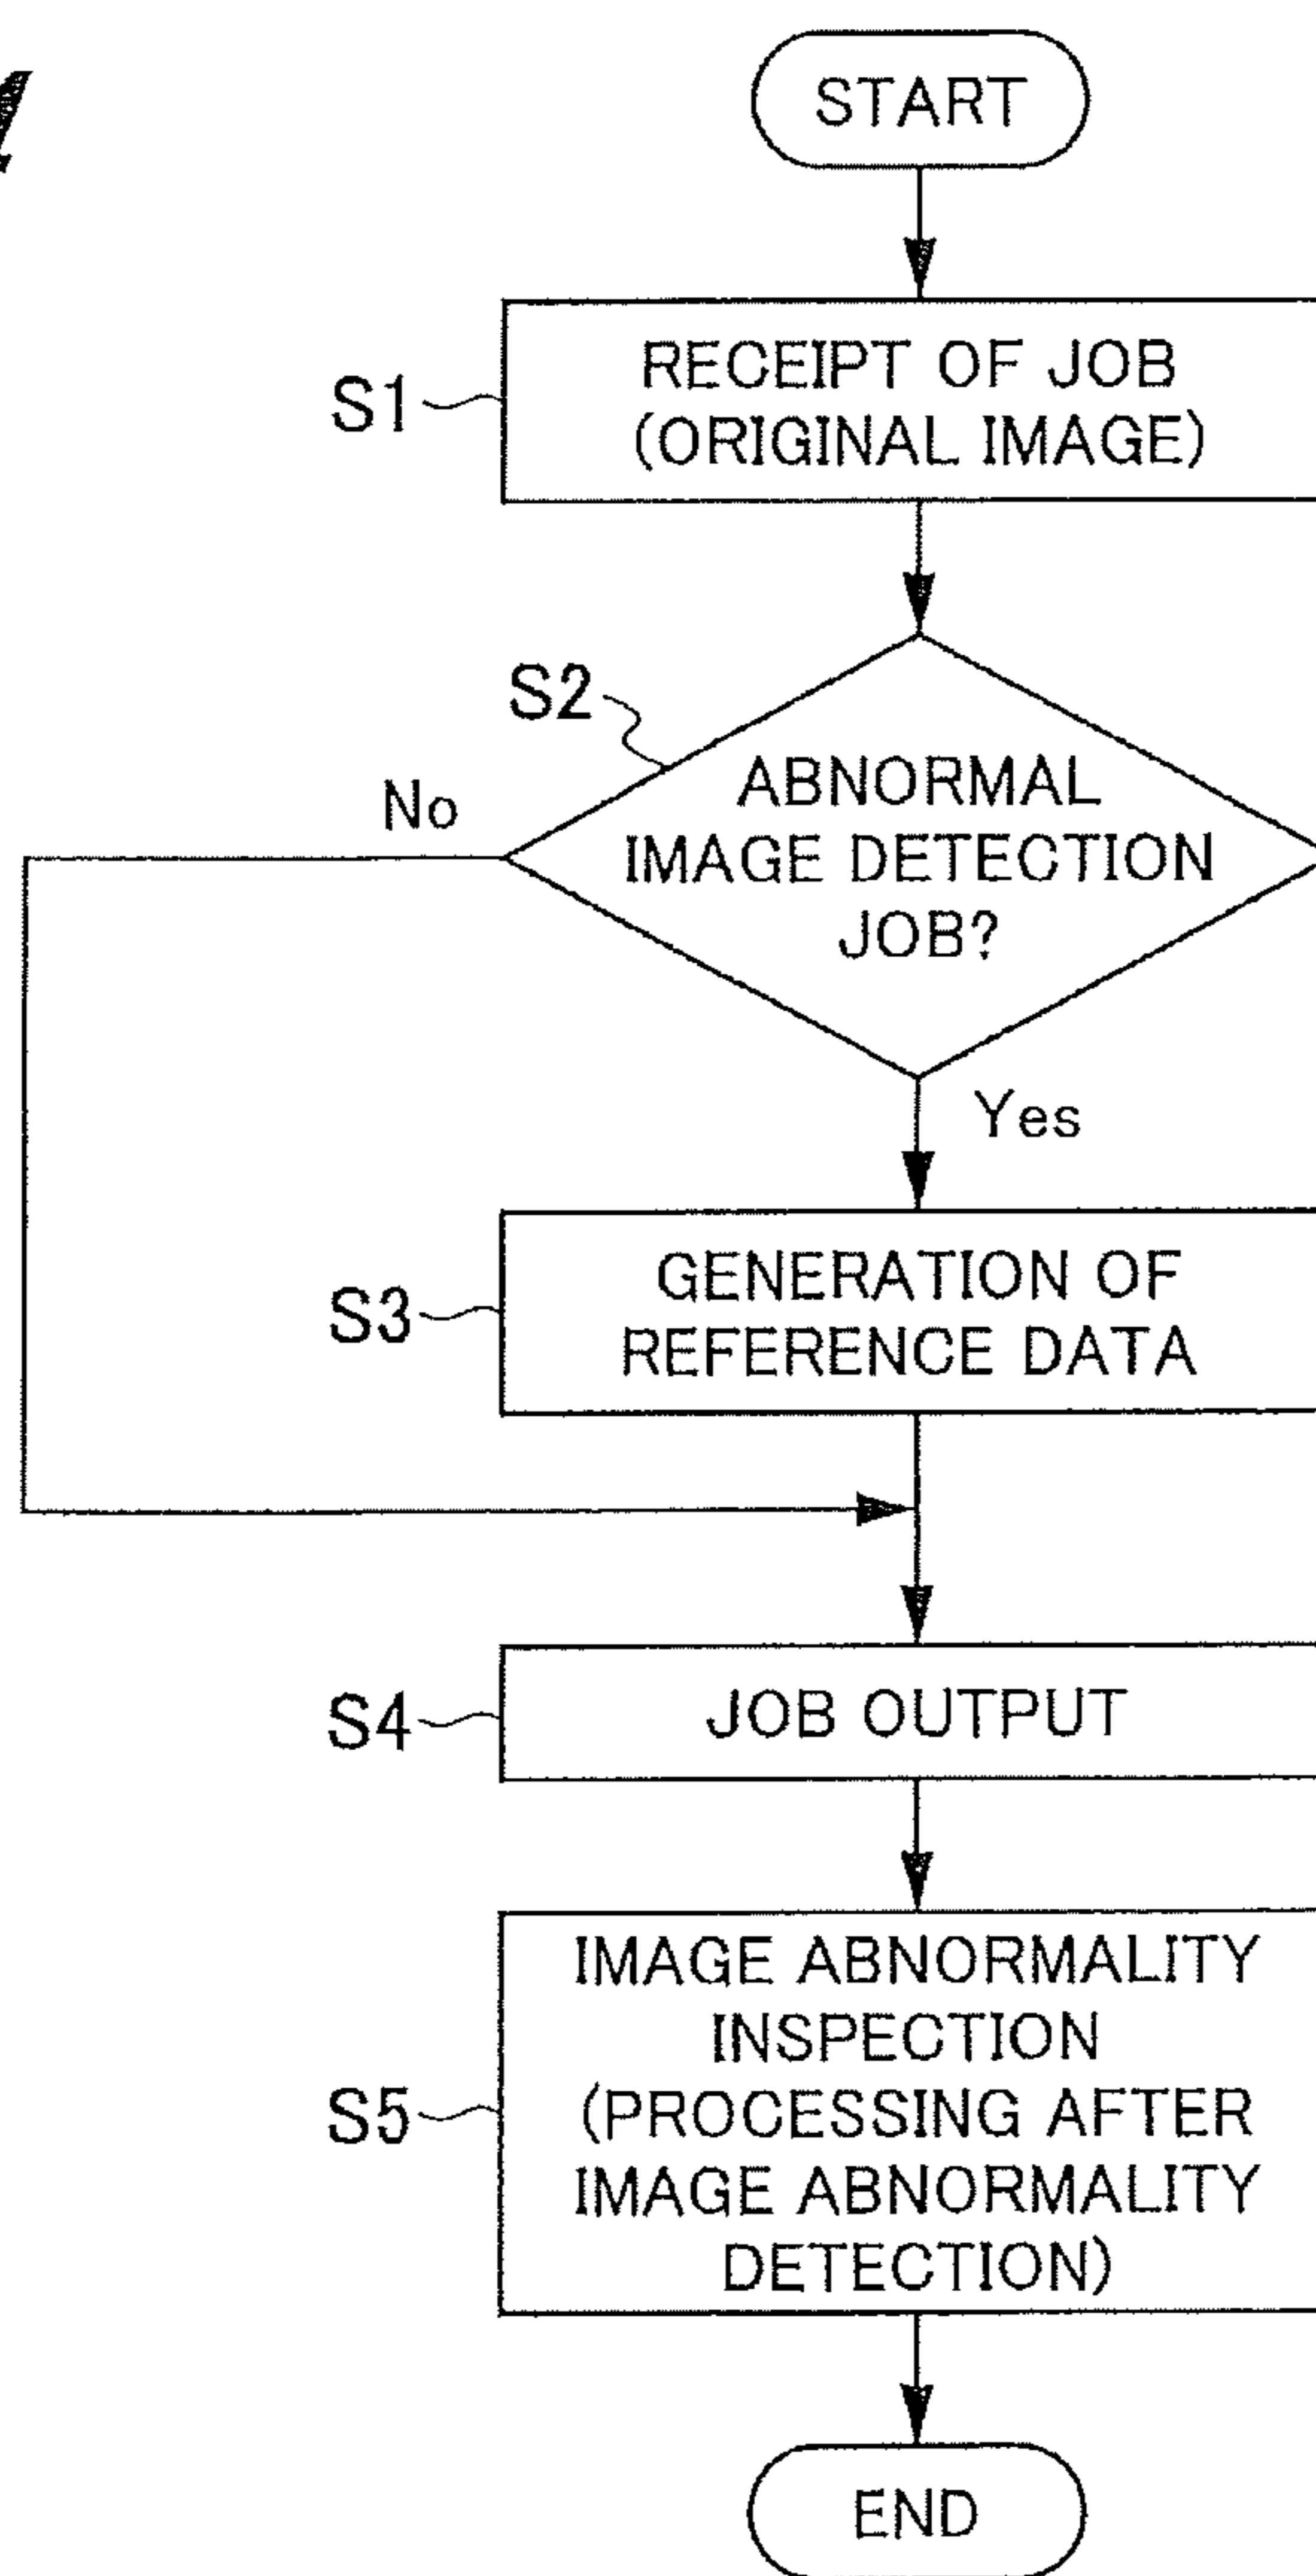 START
S1
RECEIPT OF JOB
(ORIGINAL IMAGE)
S2
No
ABNORMAL
IMAGE DETECTION
JOB?
Yes
S3
GENERATION OF
REFERENCE DATA
S4
JOB OUTPUT
S5
IMAGE ABNORMALITY
INSPECTION
(PROCESSING AFTER
IMAGE ABNORMALITY
DETECTION)
END